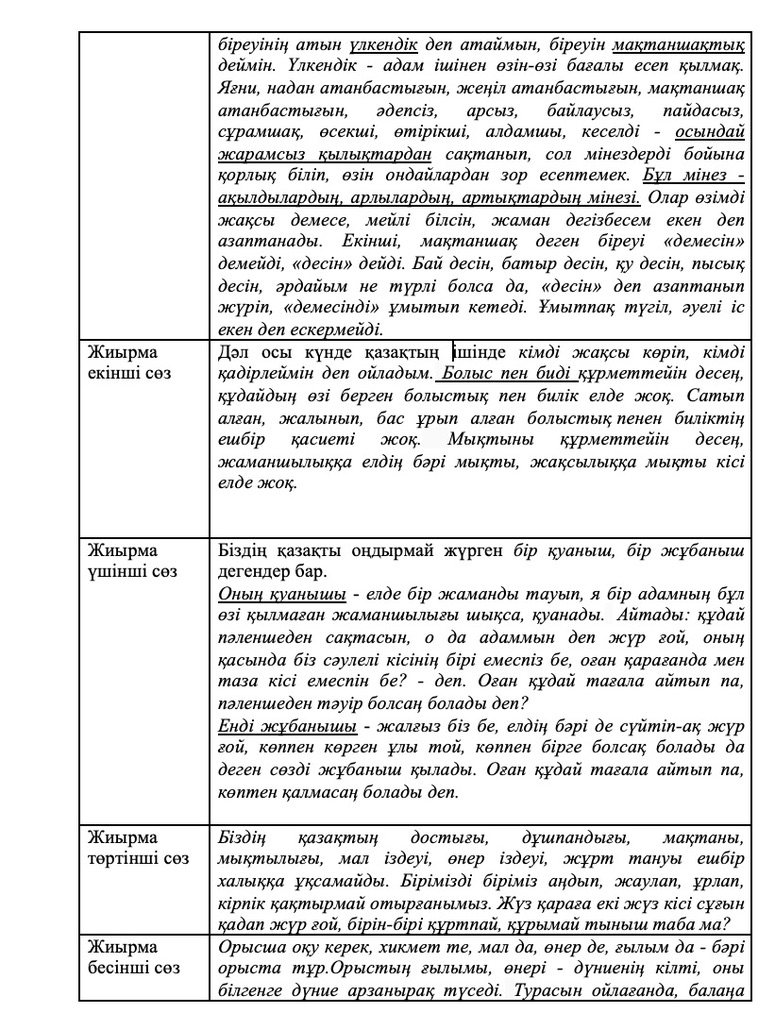 біреуінің атын үлкендік деп атаймын, біреуін мақтаншақтық
деймін. Үлкендік - адам ішінен өзін-өзі бағалы есеп қылмақ.
Яғни, надан атанбастығын, жеңіл атанбастығын, мақтаншақ
атанбастығын, әдепсіз, арсыз, байлаусыз, пайдасыз,
сұрамшақ, өсекші, өтірікші, алдамшы, кеселді - осындай
жарамсыз қылықтардан сақтанып, сол мінездерді бойына
қорлық біліп, өзін ондайлардан зор есептемек. Бұл мінез -
ақылдылардың, арлылардың, артықтардың мінезі. Олар өзімді
жақсы демесе, мейлі білсін, жаман дегізбесем екен деп
азаптанады. Екінші, мақтаншақ деген біреуі «демесін»
демейді, «десін» дейді. Бай десін, батыр десін, қу десін, пысық
десін, әрдайым не түрлі болса да, «десін» деп азаптанып
жүріп, «демесінді» ұмытып кетеді. Ұмытпақ түгіл, әуелі іс
екен деп ескермейді.
Жиырма екінші сөз
Дәл осы күнде қазақтың ішінде кімді жақсы көріп, кімді
қадірлеймін деп ойладым. Болыс пен биді құрметтейін десең,
құдайдың өзі берген болыстық пен билік елде жоқ. Сатып
алған, жалынып, бас ұрып алған болыстық пенен биліктің
ешбір қасиеті жоқ. Мықтыны құрметтейін десең,
жаманшылыққа елдің бәрі мықты, жақсылыққа мықты кісі
елде жоқ.
Жиырма үшінші сөз
Біздің қазақты оңдырмай жүрген бір қуаныш, бір жұбаныш
дегендер бар.
Оның қуанышы - елде бір жаманды тауып, я бір адамның бұл
өзі қылмаған жаманшылығы шықса, қуанады. Айтады: құдай
пәленшеден сақтасын, о да адаммын деп жүр ғой, оның
қасында біз сәулелі кісінің бірі емеспіз бе, оған қарағанда мен
таза кісі емеспін бе? - деп. Оған құдай тағала айтып па,
пәленшеден тәуір болсаң болады деп?
Енді жұбанышы - жалғыз біз бе, елдің бәрі де сүйтіп-ақ жүр
ғой, көппен көрген ұлы той, көппен бірге болсақ болады да
деген сөзді жұбаныш қылады. Оған құдай тағала айтып па,
көптен қалмасаң болады деп.
Жиырма төртінші сөз
Біздің қазақтың достығы, дұшпандығы, мақтаны,
мықтылығы, мал іздеуі, өнер іздеуі, жұрт тануы ешбір
халыққа ұқсамайды. Бірімізді біріміз аңдып, жаулап, ұрлап,
кірпік қақтырмай отырғанымыз. Жүз қараға екі жүз кісі сұғын
қадап жүр ғой, бірін-бірі құртпай, құрымай тыныш таба ма?
Жиырма бесінші сөз
Орысша оқу керек, хикмет те, мал да, өнер де, ғылым да - бәрі
орыста тұр.Орыстың ғылымы, өнері - дүниенің кілті, оны
білгенге дүние арзанырақ түседі. Турасын ойлағанда, балаңа